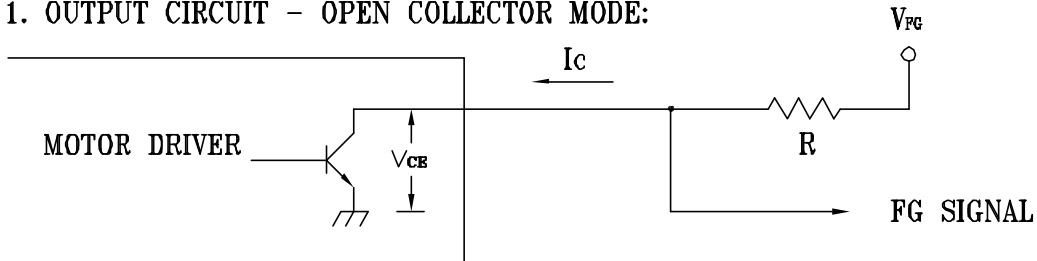 1. OUTPUT CIRCUIT – OPEN COLLECTOR MODE:
VFG
IC
MOTOR DRIVER
VCE
R
FG SIGNAL